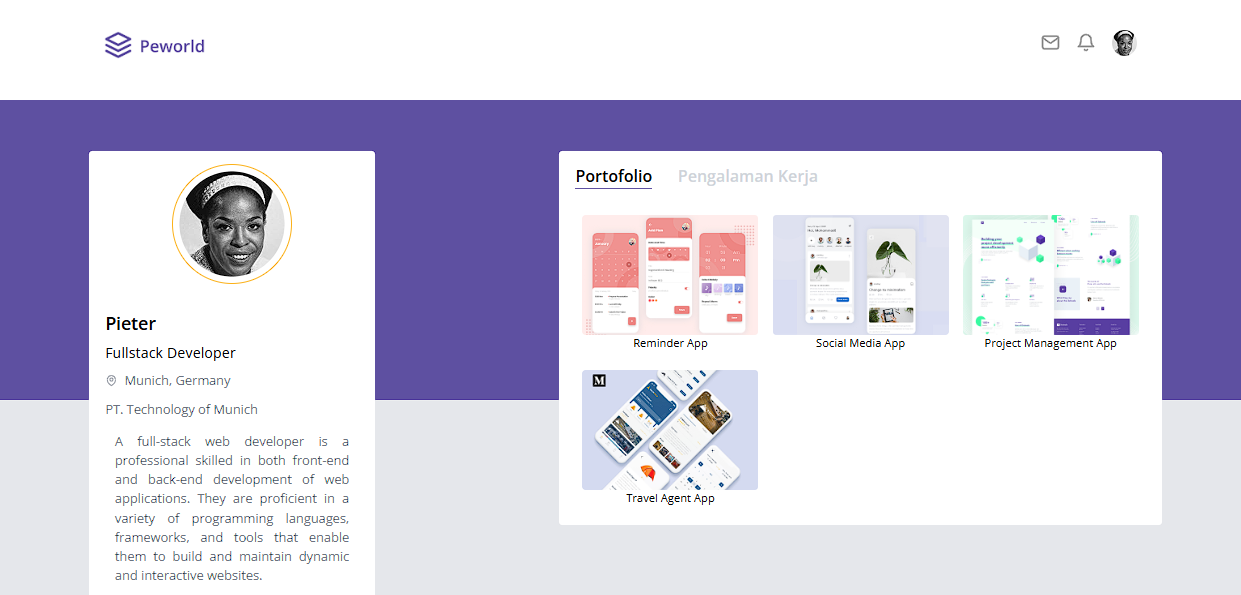 Peworld
Pieter
Fullstack Developer
Munich, Germany
PT. Technology of Munich
A full-stack web developer is a
professional skilled in both front-end
and back-end development of web
applications. They are proficient in a
variety of programming languages,
frameworks, and tools that enable
them to build and maintain dynamic
and interactive websites.
Portofolio
Pengalaman Kerja
Reminder App
Social Media App
Project Management App
M
Travel Agent App